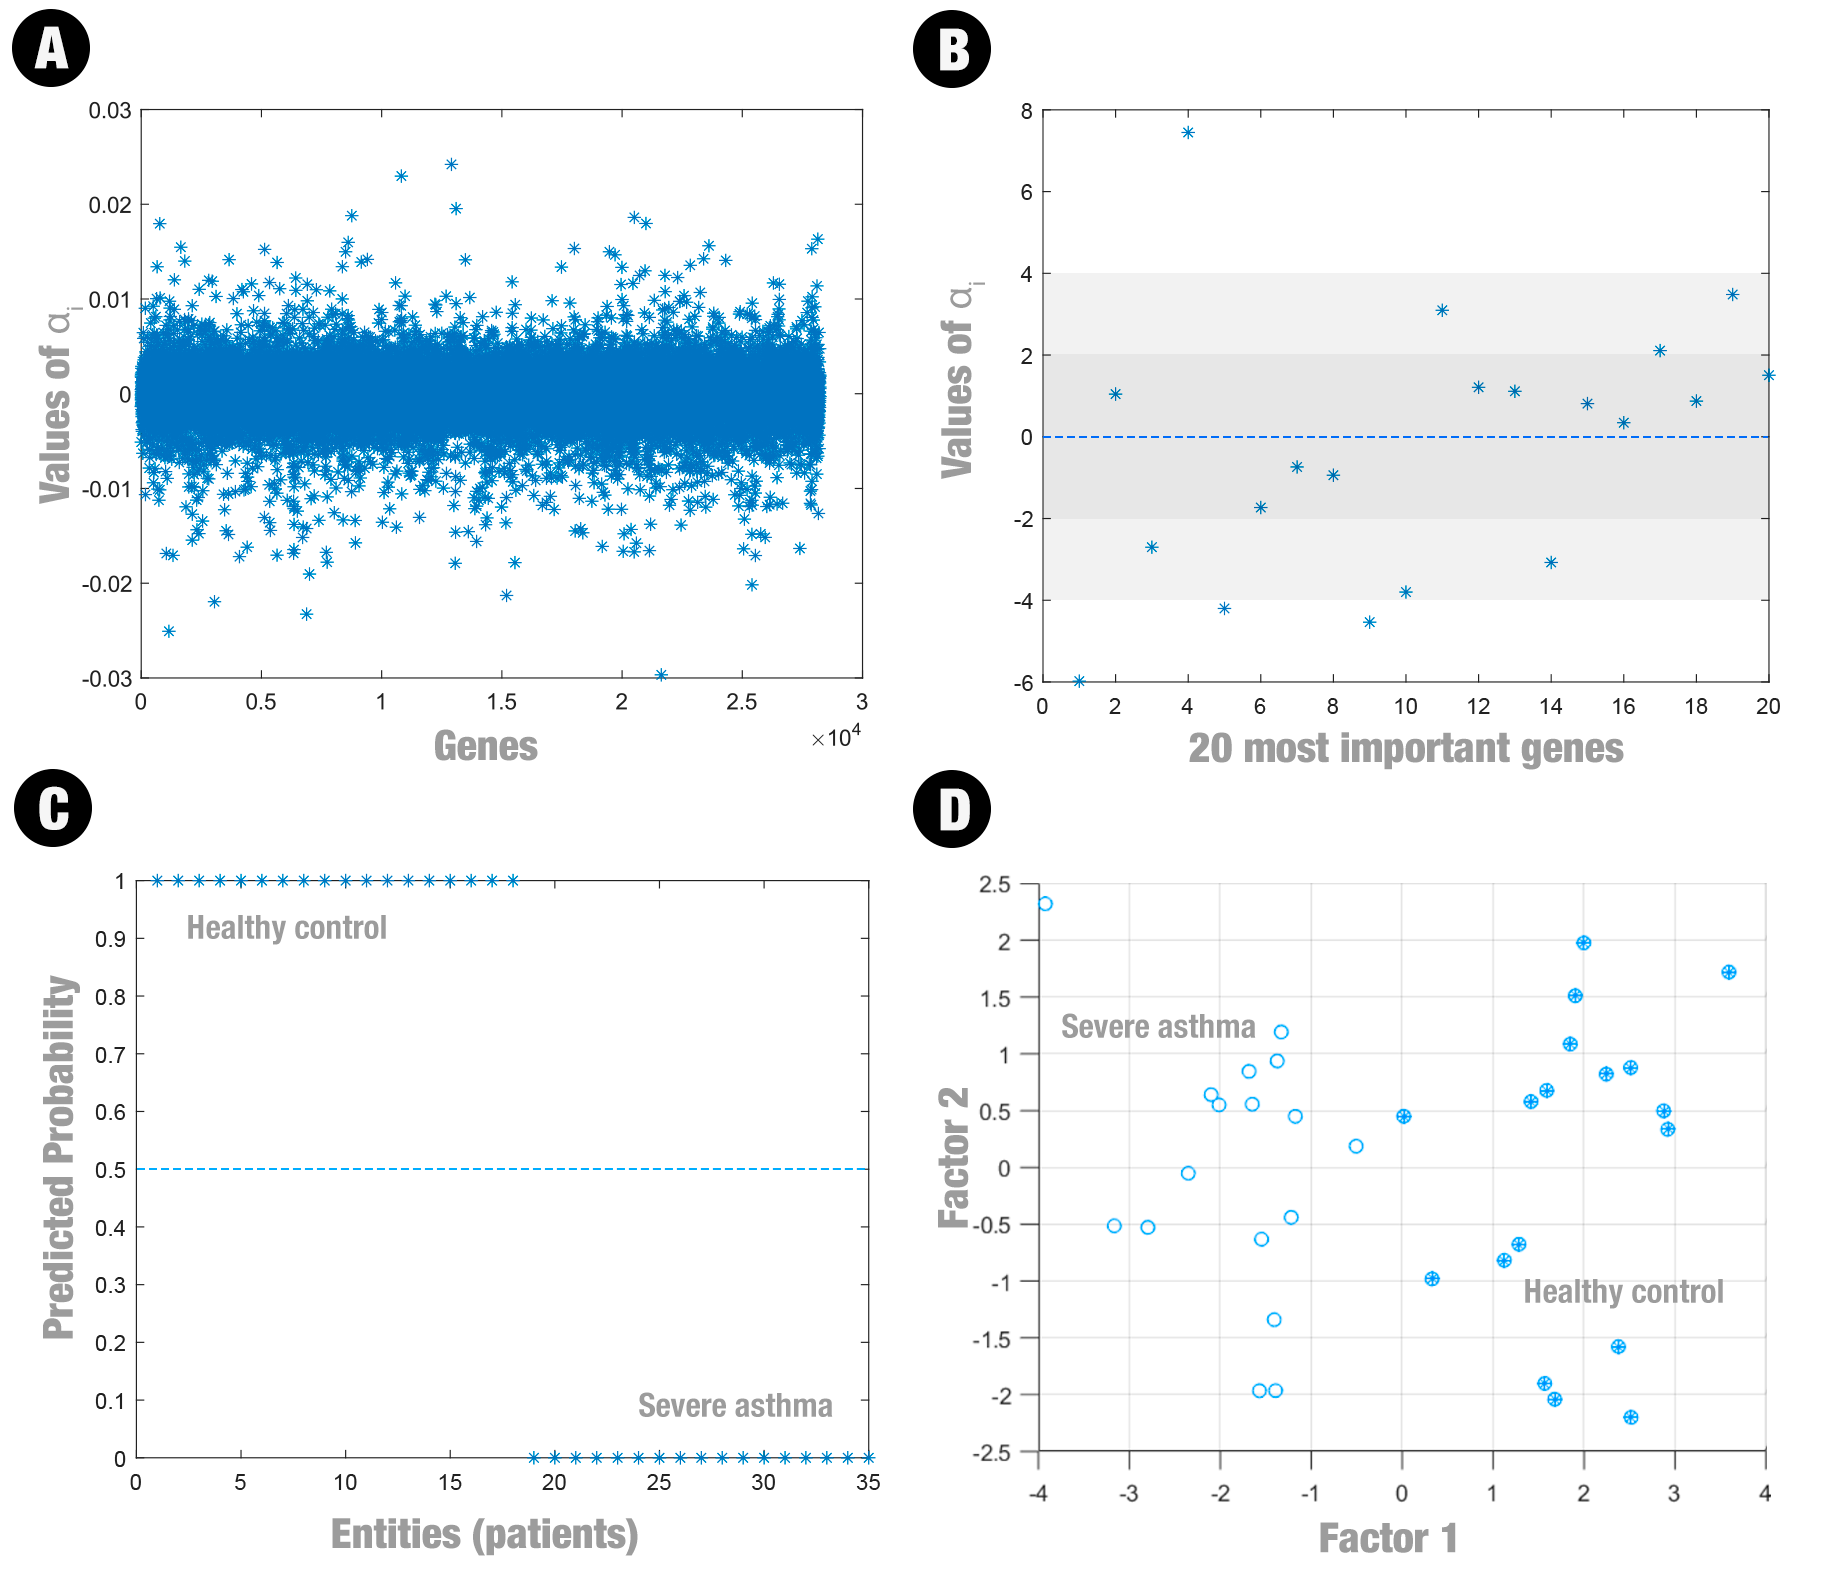 A
0.03
0.02
0.01
0
-0.01
-0.02
-0.03
Values of αi
0 0.5 1 1.5 2 2.5 3
×10^4
Genes
B
8
6
4
2
0
-2
-4
-6
Values of αi
0 2 4 6 8 10 12 14 16 18 20
20 most important genes
C
1
0.9
0.8
0.7
0.6
0.5
0.4
0.3
0.2
0.1
0
Predicted Probability
Healthy control
Severe asthma
0 5 10 15 20 25 30 35
Entities (patients)
D
2.5
2
1.5
1
0.5
0
-0.5
-1
-1.5
-2
-2.5
Factor 2
Severe asthma
Healthy control
-4 -3 -2 -1 0 1 2 3 4
Factor 1